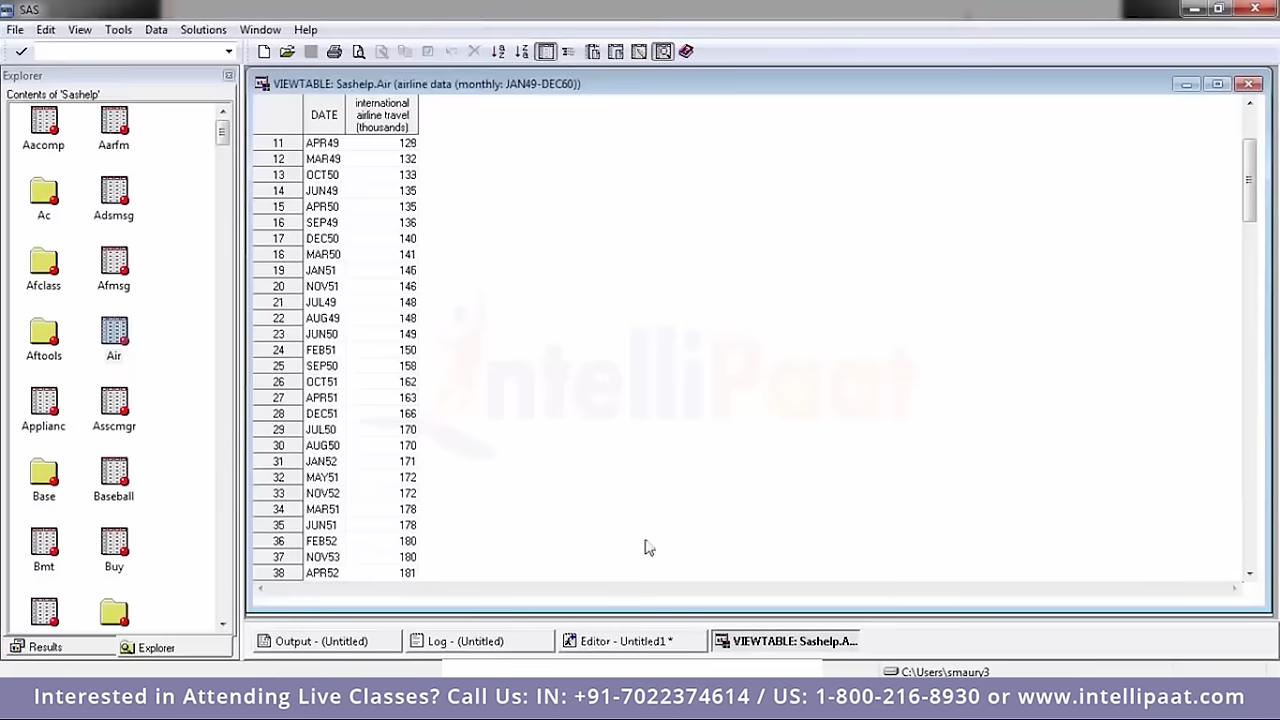 SAS
File Edit View Tools Data Solutions Window Help
Explorer
Contents of 'Sashelp'
Aacomp Aarfm
Ac Adsmsg
Afclass Afmsg
Aftools Air
Applianc Asscmgr
Base Baseball
Bmt Buy
Results Explorer
VIEWTABLE: Sashelp.Air (airline data (monthly: JAN49-DEC60))
DATE international airline travel (thousands)
11 APR49 129
12 MAR49 132
13 OCT50 133
14 JUN49 135
15 APR50 135
16 SEP49 136
17 DEC50 140
18 MAR50 141
19 JAN51 146
20 NOV51 146
21 JUL49 148
22 AUG49 148
23 JUN50 149
24 FEB51 150
25 SEP50 158
26 OCT51 162
27 APR51 163
28 DEC51 166
29 JUL50 170
30 AUG50 170
31 JAN52 171
32 MAY51 172
33 NOV52 172
34 MAR51 178
35 JUN51 178
36 FEB52 180
37 NOV53 180
38 APR52 181
intelliPaat
Output - (Untitled) Log - (Untitled) Editor - Untitled1 * VIEWTABLE: Sashelp.A...
C:\Users\smaury3
Interested in Attending Live Classes? Call Us: IN: +91-7022374614 / US: 1-800-216-8930 or www.intellipaat.com